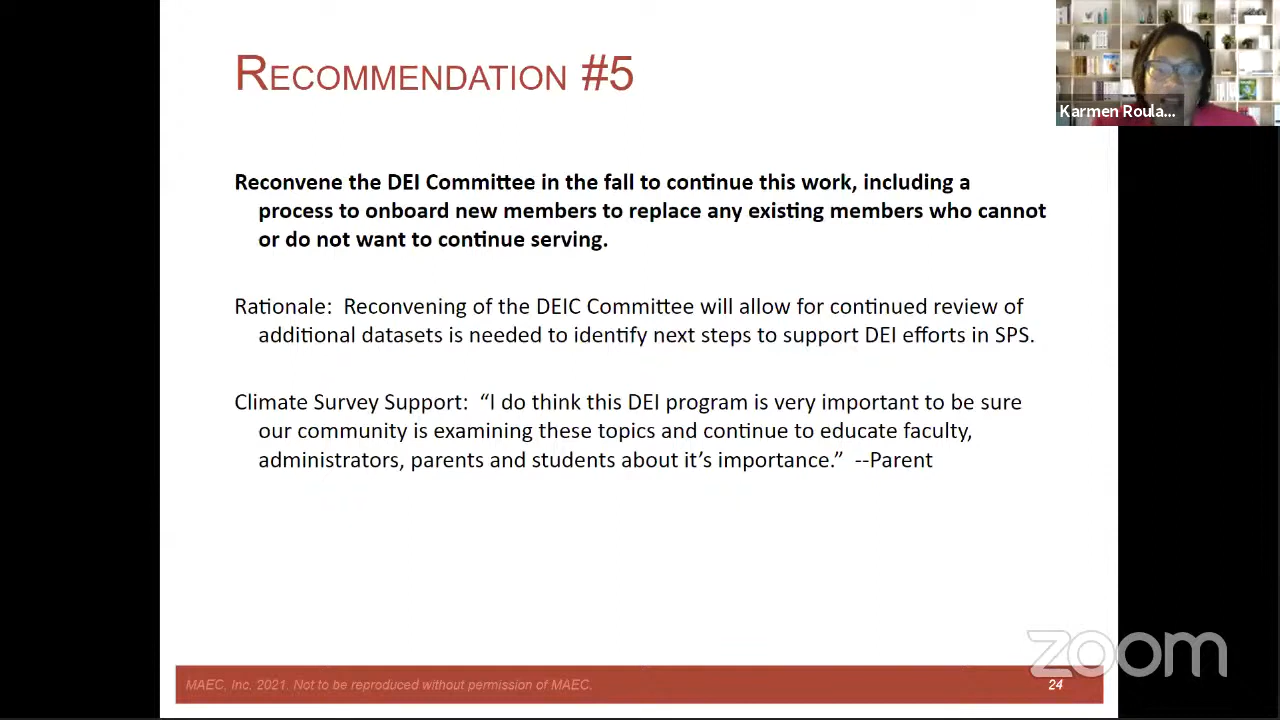 RECOMMENDATION #5
Karmen Roula...
Reconvene the DEI Committee in the fall to continue this work, including a
process to onboard new members to replace any existing members who cannot
or do not want to continue serving.
Rationale: Reconvening of the DEIC Committee will allow for continued review of
additional datasets is needed to identify next steps to support DEI efforts in SPS.
Climate Survey Support: “I do think this DEI program is very important to be sure
our community is examining these topics and continue to educate faculty,
administrators, parents and students about it’s importance.” --Parent
zoom
MAEC, Inc. 2021. Not to be reproduced without permission of MAEC.
24